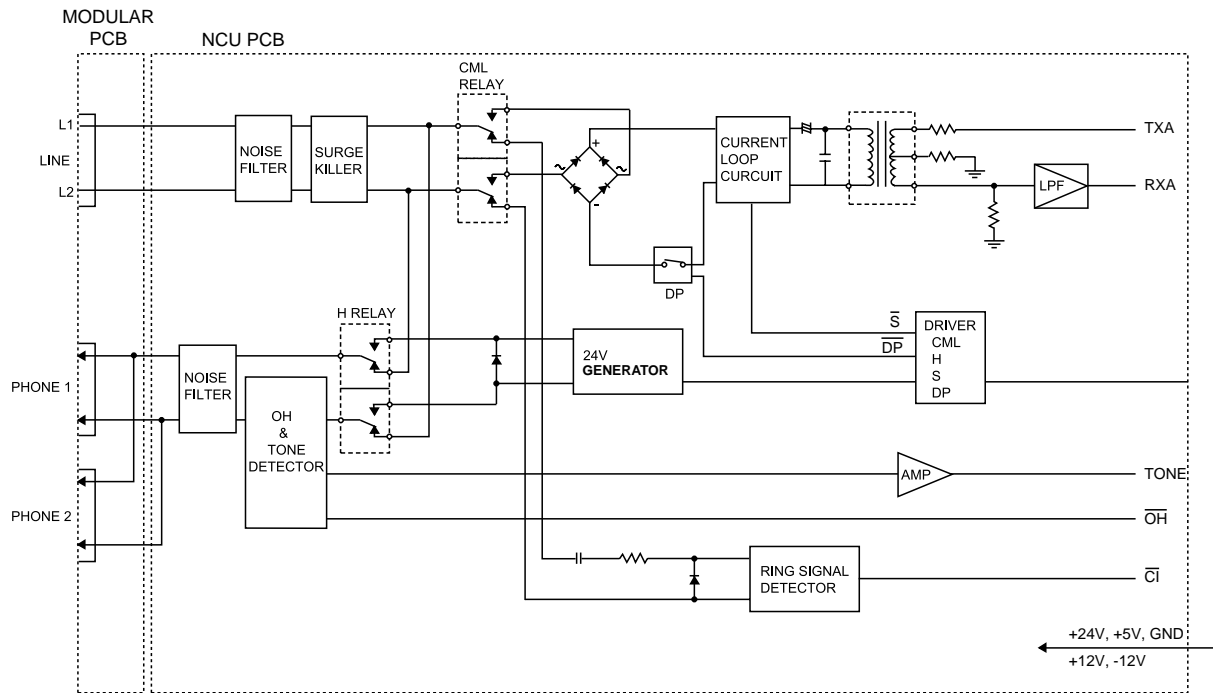 MODULAR
PCB
NCU PCB
CML
RELAY
L1
LINE
L2
NOISE
FILTER
SURGE
KILLER
+
-
CURRENT
LOOP
CURCUIT
TXA
LPF
RXA
DP
H RELAY
S
DP
DRIVER
CML
H
S
DP
24V
GENERATOR
PHONE 1
NOISE
FILTER
OH
&
TONE
DETECTOR
AMP
TONE
PHONE 2
OH
RING SIGNAL
DETECTOR
CI
+24V, +5V, GND
+12V, -12V